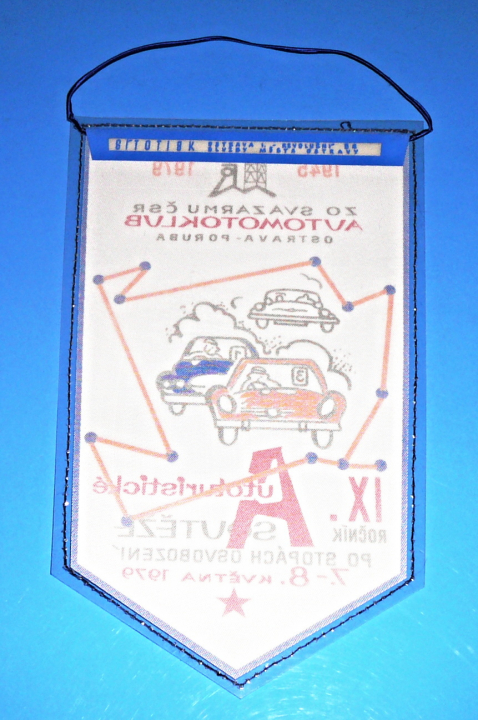 1945 1979
ZO SVAZARMU ČSR
AUTOMOTOKLUB
OSTRAVA-PORUBA
3
IX. ROČNÍK
Autoturistické
SOUTĚŽE
PO STOPÁCH OSVOBOZENÍ
7.-8. KVĚTNA 1979